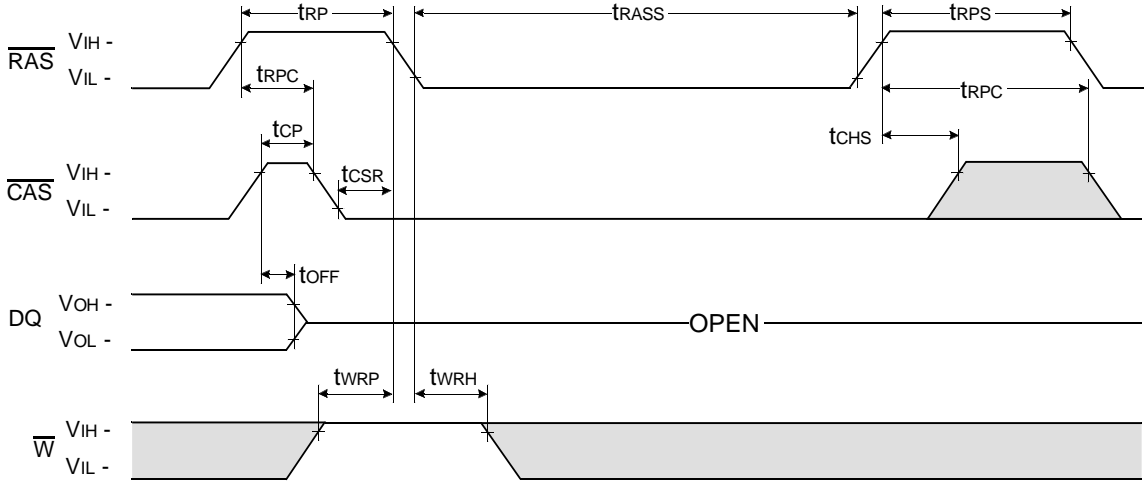 tRP
tRASS
tRPS
RAS
VIH -
VIL -
tRPC
tRPC
tCP
tCHS
CAS
VIH -
VIL -
tCSR
tOFF
DQ
VOH -
VOL -
OPEN
tWRP
tWRH
W
VIH -
VIL -